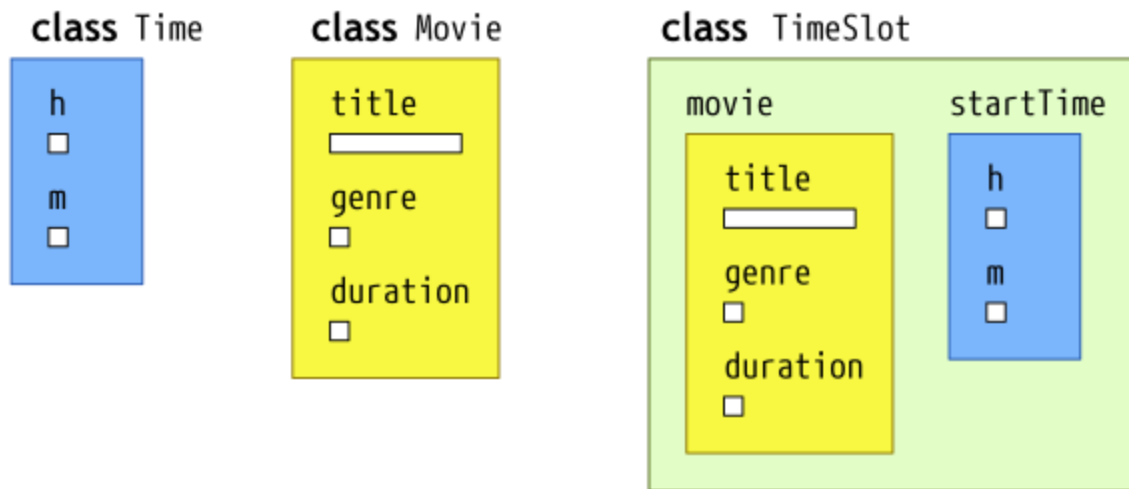 class Time
h
m
class Movie
title
genre
duration
class TimeSlot
movie
title
genre
duration
startTime
h
m